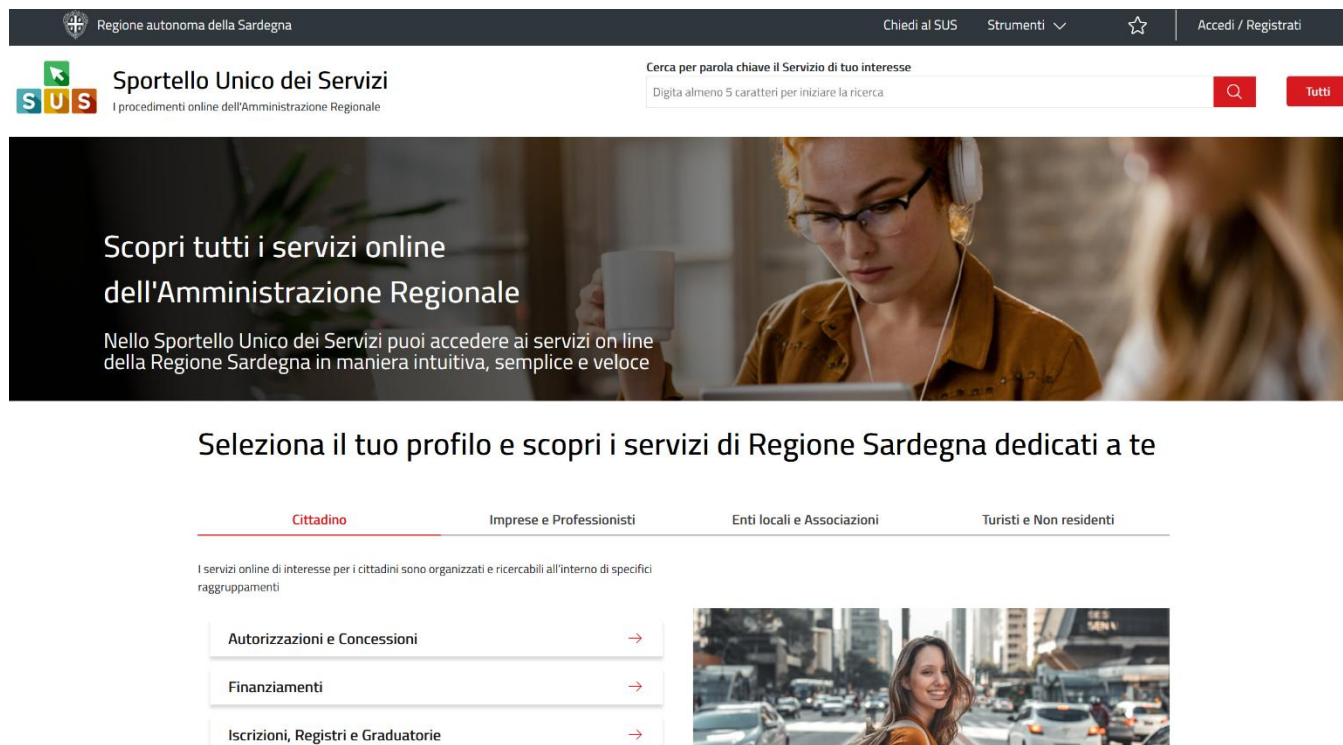 Regione autonoma della Sardegna
Chiedi al SUS
Strumenti
Accedi / Registrati
SUS
Sportello Unico dei Servizi
I procedimenti online dell'Amministrazione Regionale
Cerca per parola chiave il Servizio di tuo interesse
Digita almeno 5 caratteri per iniziare la ricerca
Tutti
Scopri tutti i servizi online
dell'Amministrazione Regionale
Nello Sportello Unico dei Servizi puoi accedere ai servizi on line
della Regione Sardegna in maniera intuitiva, semplice e veloce
Seleziona il tuo profilo e scopri i servizi di Regione Sardegna dedicati a te
Cittadino
Imprese e Professionisti
Enti locali e Associazioni
Turisti e Non residenti
I servizi online di interesse per i cittadini sono organizzati e ricercabili all'interno di specifici
raggruppamenti
Autorizzazioni e Concessioni
Finanziamenti
Iscrizioni, Registri e Graduatorie